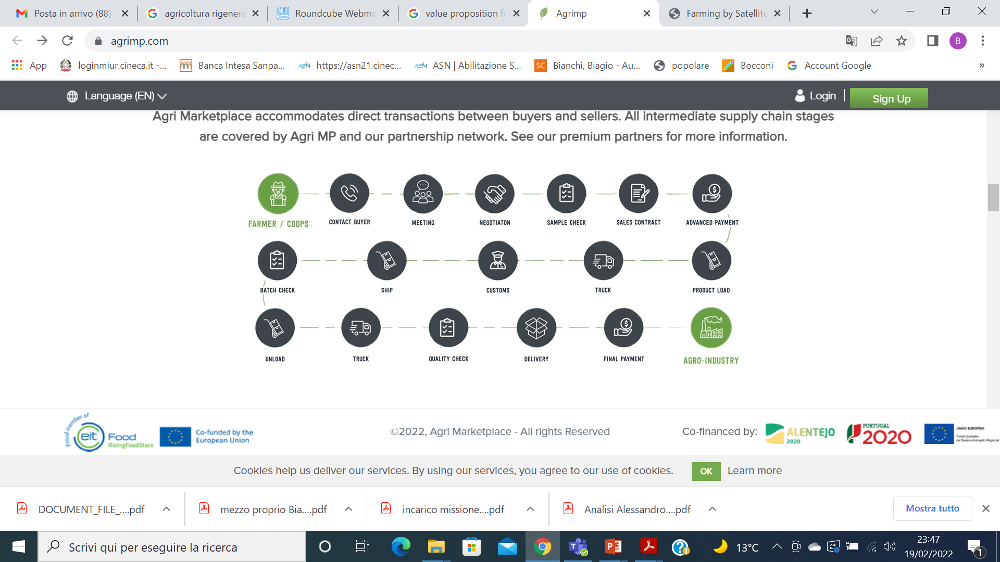 Posta in arrivo (88)
agricoltura rigenera
Roundcube Webma
value proposition fo
Agrimp
Farming by Satellite
agrimp.com
B
App
loginmiur.cineca.it -...
Banca Intesa Sanpa...
https://asn21.cinec...
ASN | Abilitazione S...
SC
Bianchi, Biagio - Au...
popolare
Bocconi
Account Google
»
Language (EN)
Login
Sign Up
Agri Marketplace accommodates direct transactions between buyers and sellers. All intermediate supply chain stages
are covered by Agri MP and our partnership network. See our premium partners for more information.
FARMER / COOPS
CONTACT BUYER
MEETING
NEGOTIATON
SAMPLE CHECK
SALES CONTRACT
ADVANCED PAYMENT
BATCH CHECK
SHIP
CUSTOMS
TRUCK
PRODUCT LOAD
UNLOAD
TRUCK
QUALITY CHECK
DELIVERY
FINAL PAYMENT
AGRO-INDUSTRY
proud member of
eit Food
RisingFoodStars
Co-funded by the
European Union
©2022, Agri Marketplace - All rights Reserved
Co-financed by:
ALENTEJO
2020
PORTUGAL
2020
UNIÃO EUROPEIA
Fundo Europeu
de Desenvolvimento Regional
Cookies help us deliver our services. By using our services, you agree to our use of cookies.
OK
Learn more
DOCUMENT_FILE_....pdf
mezzo proprio Bia....pdf
incarico missione....pdf
Analisi Alessandro....pdf
Mostra tutto
Scrivi qui per eseguire la ricerca
13°C
23:47
19/02/2022
1